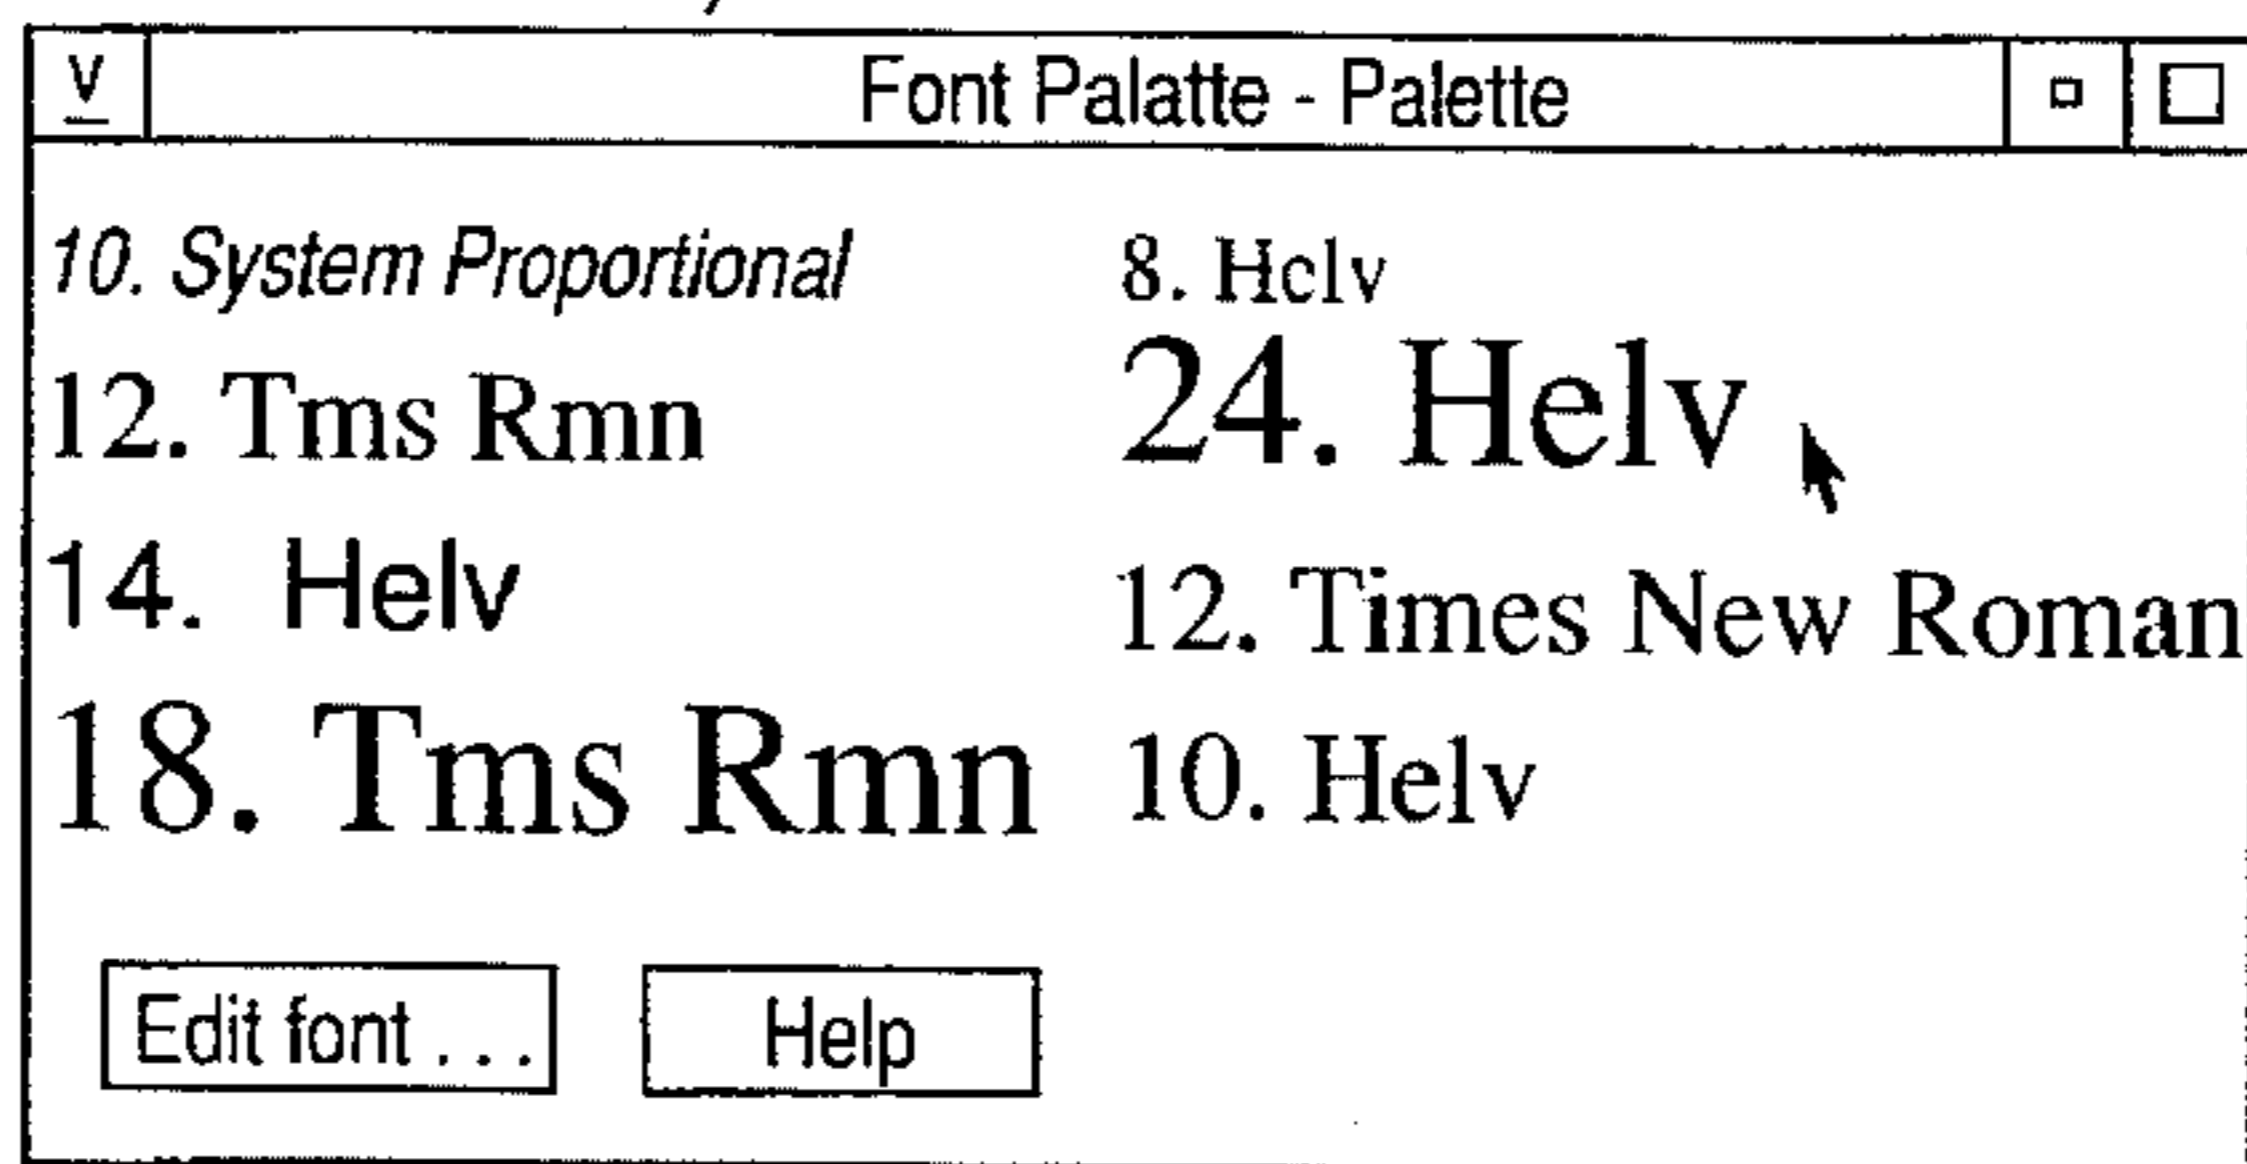 V
Font Palatte - Palette
10. System Proportional
12. Tms Rmn
14. Helv
18. Tms Rmn
8. Helv
24. Helv
12. Times New Roman
10. Helv
Edit font . . .
Help